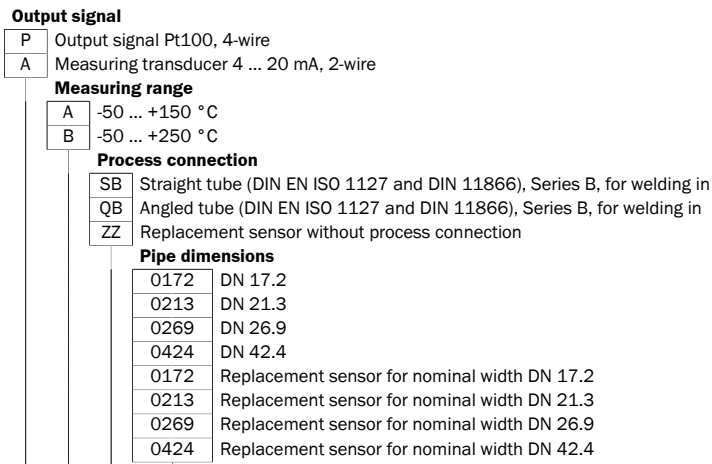 Output signal
P Output signal Pt100, 4-wire
A Measuring transducer 4 ... 20 mA, 2-wire
Measuring range
A -50 ... +150 °C
B -50 ... +250 °C
Process connection
SB Straight tube (DIN EN ISO 1127 and DIN 11866), Series B, for welding in
QB Angled tube (DIN EN ISO 1127 and DIN 11866), Series B, for welding in
ZZ Replacement sensor without process connection
Pipe dimensions
0172 DN 17.2
0213 DN 21.3
0269 DN 26.9
0424 DN 42.4
0172 Replacement sensor for nominal width DN 17.2
0213 Replacement sensor for nominal width DN 21.3
0269 Replacement sensor for nominal width DN 26.9
0424 Replacement sensor for nominal width DN 42.4